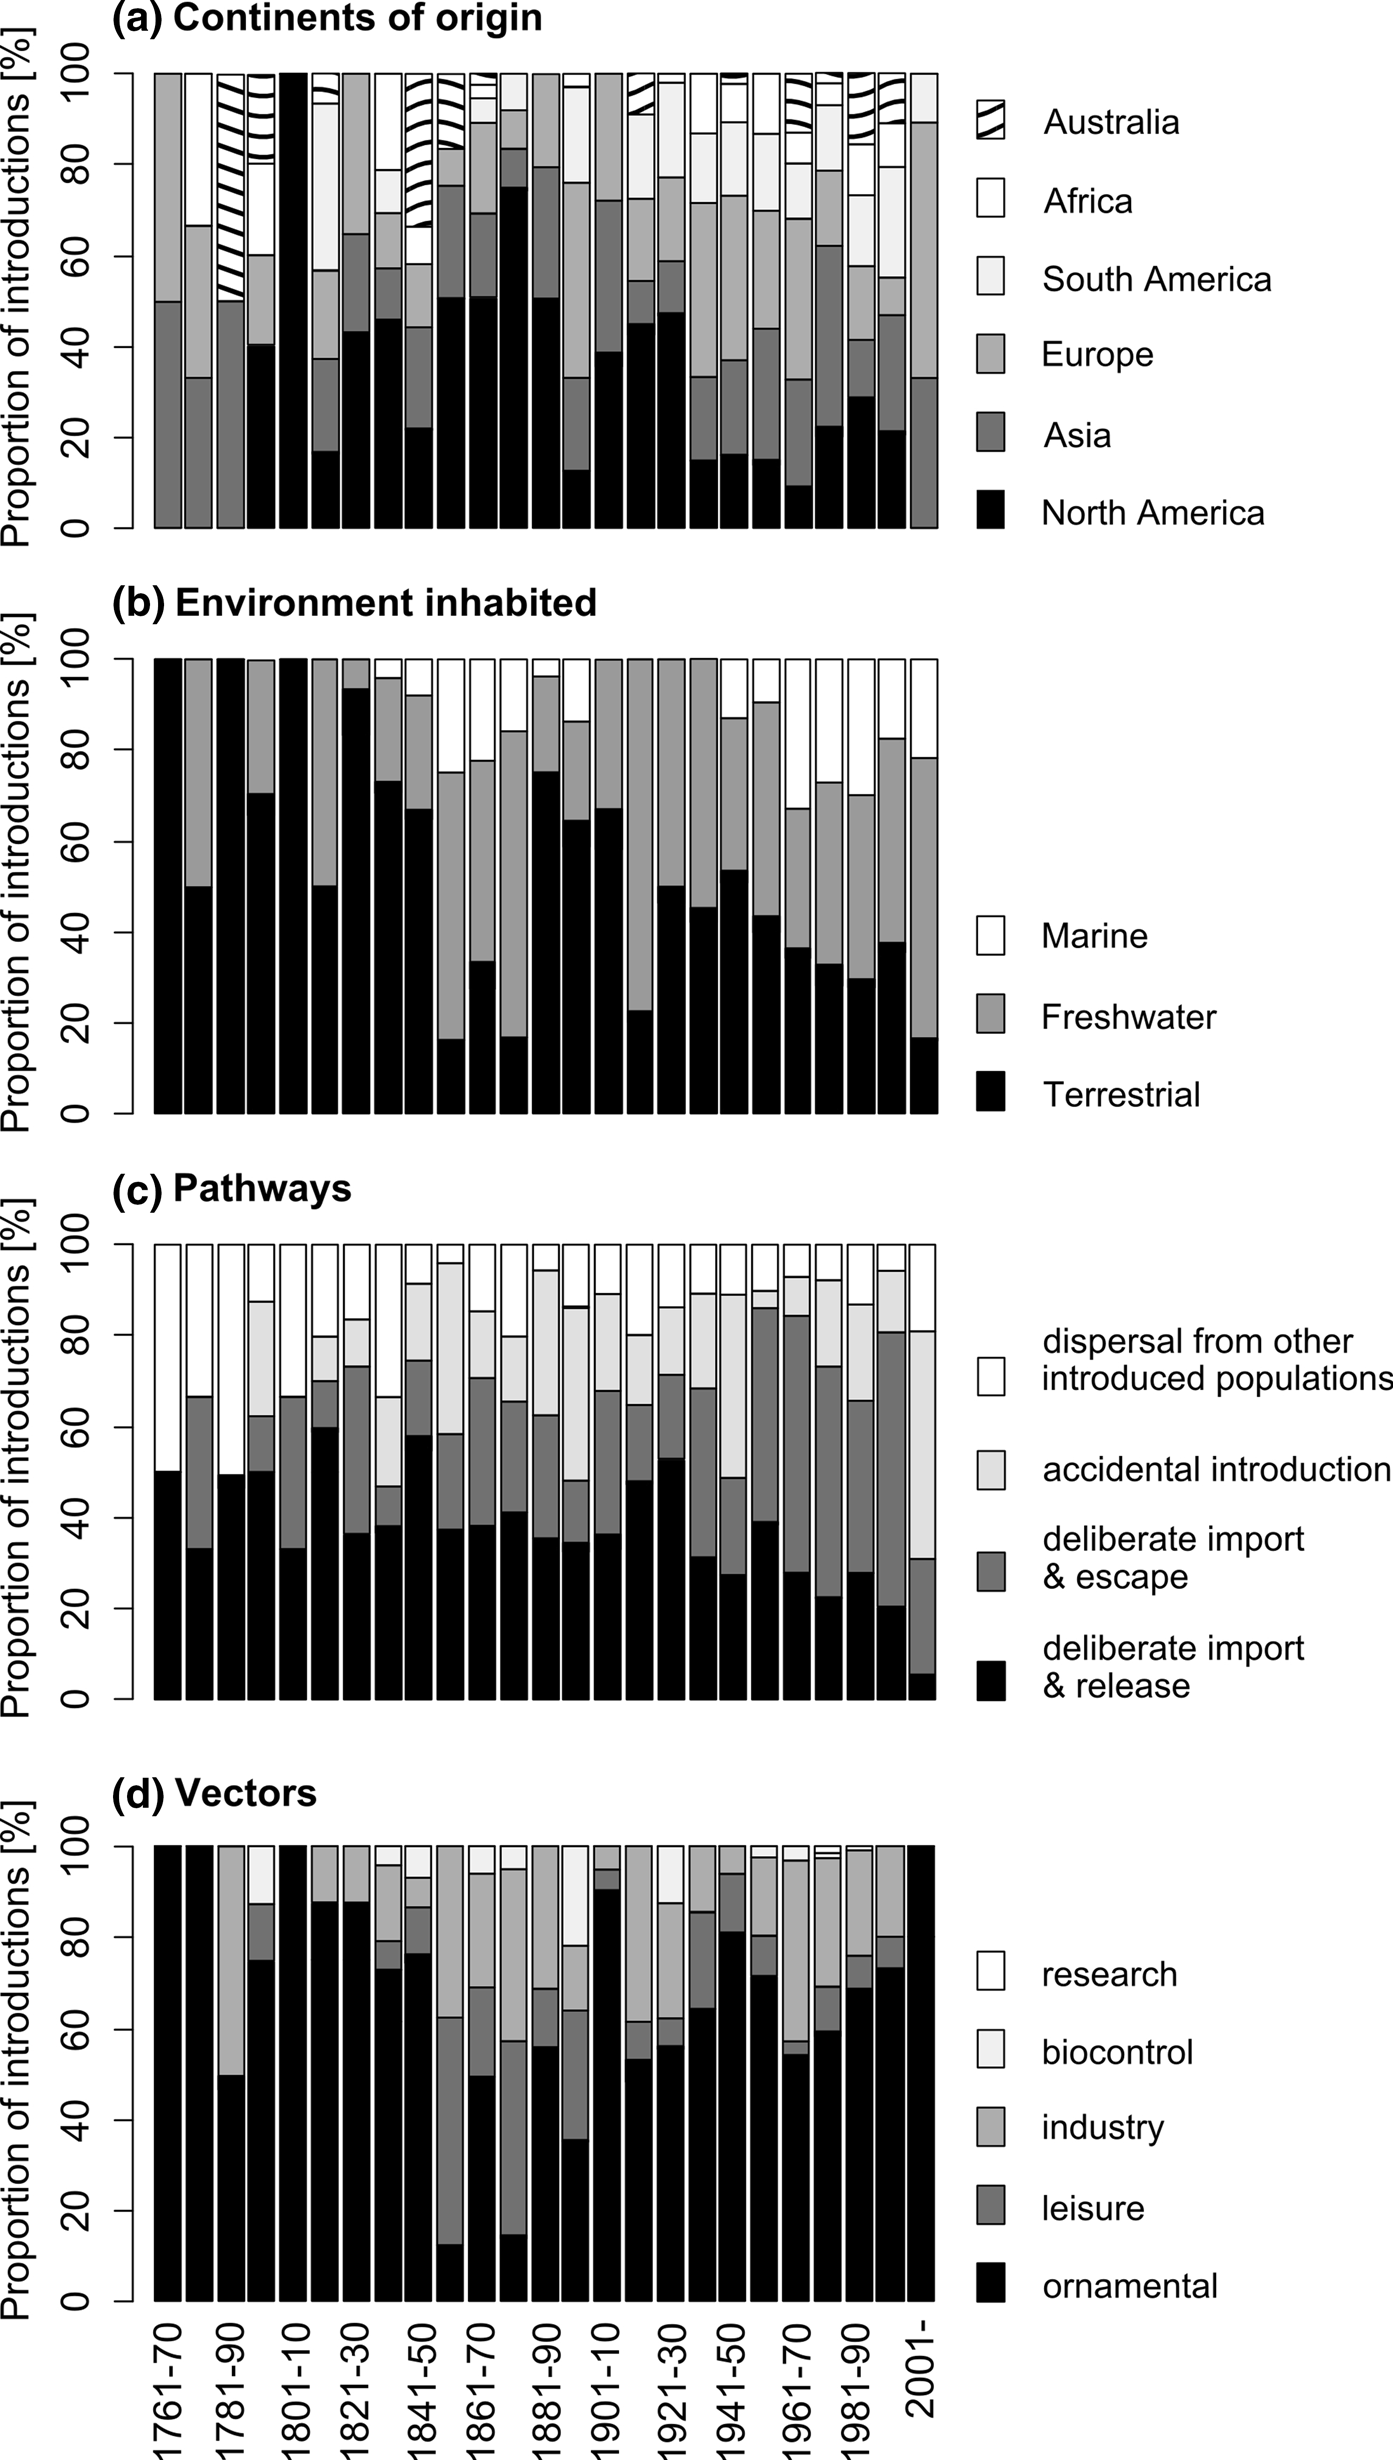 (a) Continents of origin
Proportion of introductions [%]
100
80
60
40
20
0
Australia
Africa
South America
Europe
Asia
North America
(b) Environment inhabited
Proportion of introductions [%]
100
80
60
40
20
0
Marine
Freshwater
Terrestrial
(c) Pathways
Proportion of introductions [%]
100
80
60
40
20
0
dispersal from other
introduced populations
accidental introduction
deliberate import
& escape
deliberate import
& release
(d) Vectors
Proportion of introductions [%]
100
80
60
40
20
0
research
biocontrol
industry
leisure
ornamental
1761-70
1781-90
1801-10
1821-30
1841-50
1861-70
1881-90
1901-10
1921-30
1941-50
1961-70
1981-90
2001-